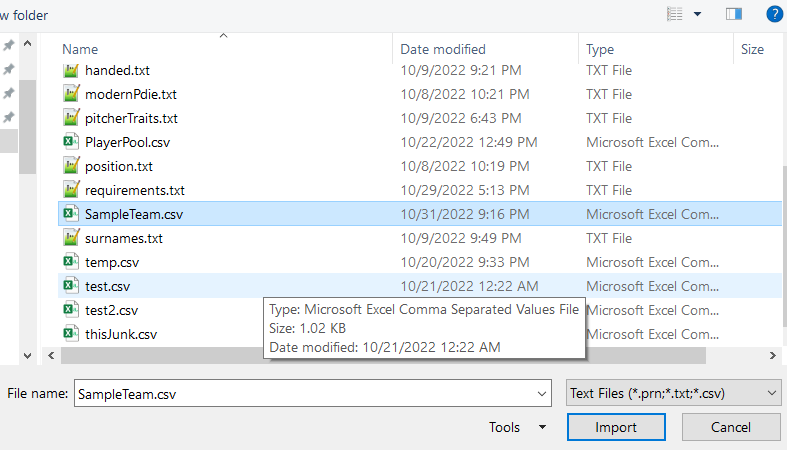 w folder
?
Name Date modified Type Size
handed.txt 10/9/2022 9:21 PM TXT File
modernPdie.txt 10/8/2022 10:21 PM TXT File
pitcherTraits.txt 10/9/2022 6:43 PM TXT File
PlayerPool.csv 10/22/2022 12:49 PM Microsoft Excel Com...
position.txt 10/8/2022 10:19 PM TXT File
requirements.txt 10/29/2022 5:13 PM TXT File
SampleTeam.csv 10/31/2022 9:16 PM Microsoft Excel Com...
surnames.txt 10/9/2022 9:49 PM TXT File
temp.csv 10/20/2022 9:33 PM Microsoft Excel Com...
test.csv 10/21/2022 12:22 AM Microsoft Excel Com...
test2.csv Microsoft Excel Com...
thisJunk.csv Microsoft Excel Com...
Type: Microsoft Excel Comma Separated Values File
Size: 1.02 KB
Date modified: 10/21/2022 12:22 AM
File name: SampleTeam.csv Text Files (*.prn;*.txt;*.csv)
Tools Import Cancel